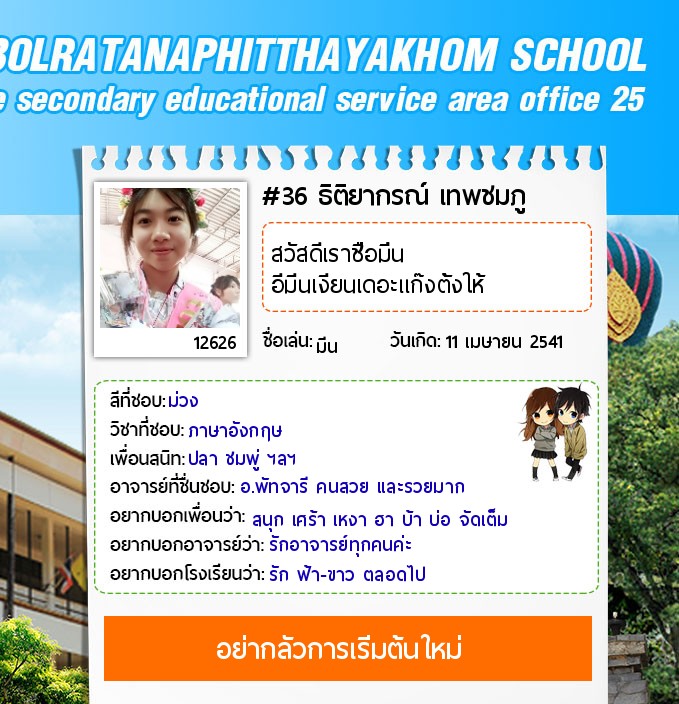 BOLRATANAPHITTHAYAKHOM SCHOOL
e secondary educational service area office 25
#36 ธิติยากรณ์ เทพชมภู
สวัสดีเราชื่อมีน
อีมีนเงียนเดอะแก๊งตั้งให้
12626
ชื่อเล่น: มีน วันเกิด: 11 เมษายน 2541
สีที่ชอบ: ม่วง
วิชาที่ชอบ: ภาษาอังกฤษ
เพื่อนสนิท: ปลา ชมพู่ ฯลฯ
อาจารย์ที่ชื่นชอบ: อ.พัทจารี คนสวย และรวยมาก
อยากบอกเพื่อนว่า: สนุก เศร้า เหงา ฮา บ้า บ่อ จัดเต็ม
อยากบอกอาจารย์ว่า: รักอาจารย์ทุกคนค่ะ
อยากบอกโรงเรียนว่า: รัก ฟ้า-ขาว ตลอดไป
อย่ากลัวการเริ่มต้นใหม่